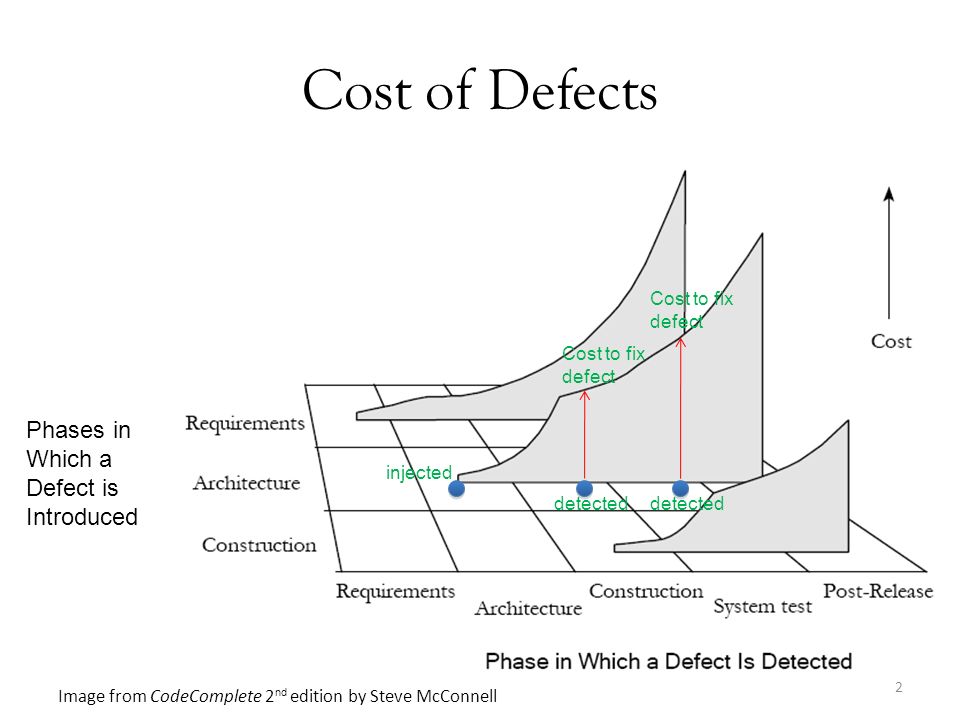 Cost of Defects
Cost to fix
defect
Cost
Cost to fix
defect
Requirements
Phases in
Which a
Defect is
Introduced
injected
Architecture
detected
detected
Construction
Requirements
Architecture
Construction
System test
Post-Release
Phase in Which a Defect Is Detected
Image from CodeComplete 2nd edition by Steve McConnell
2